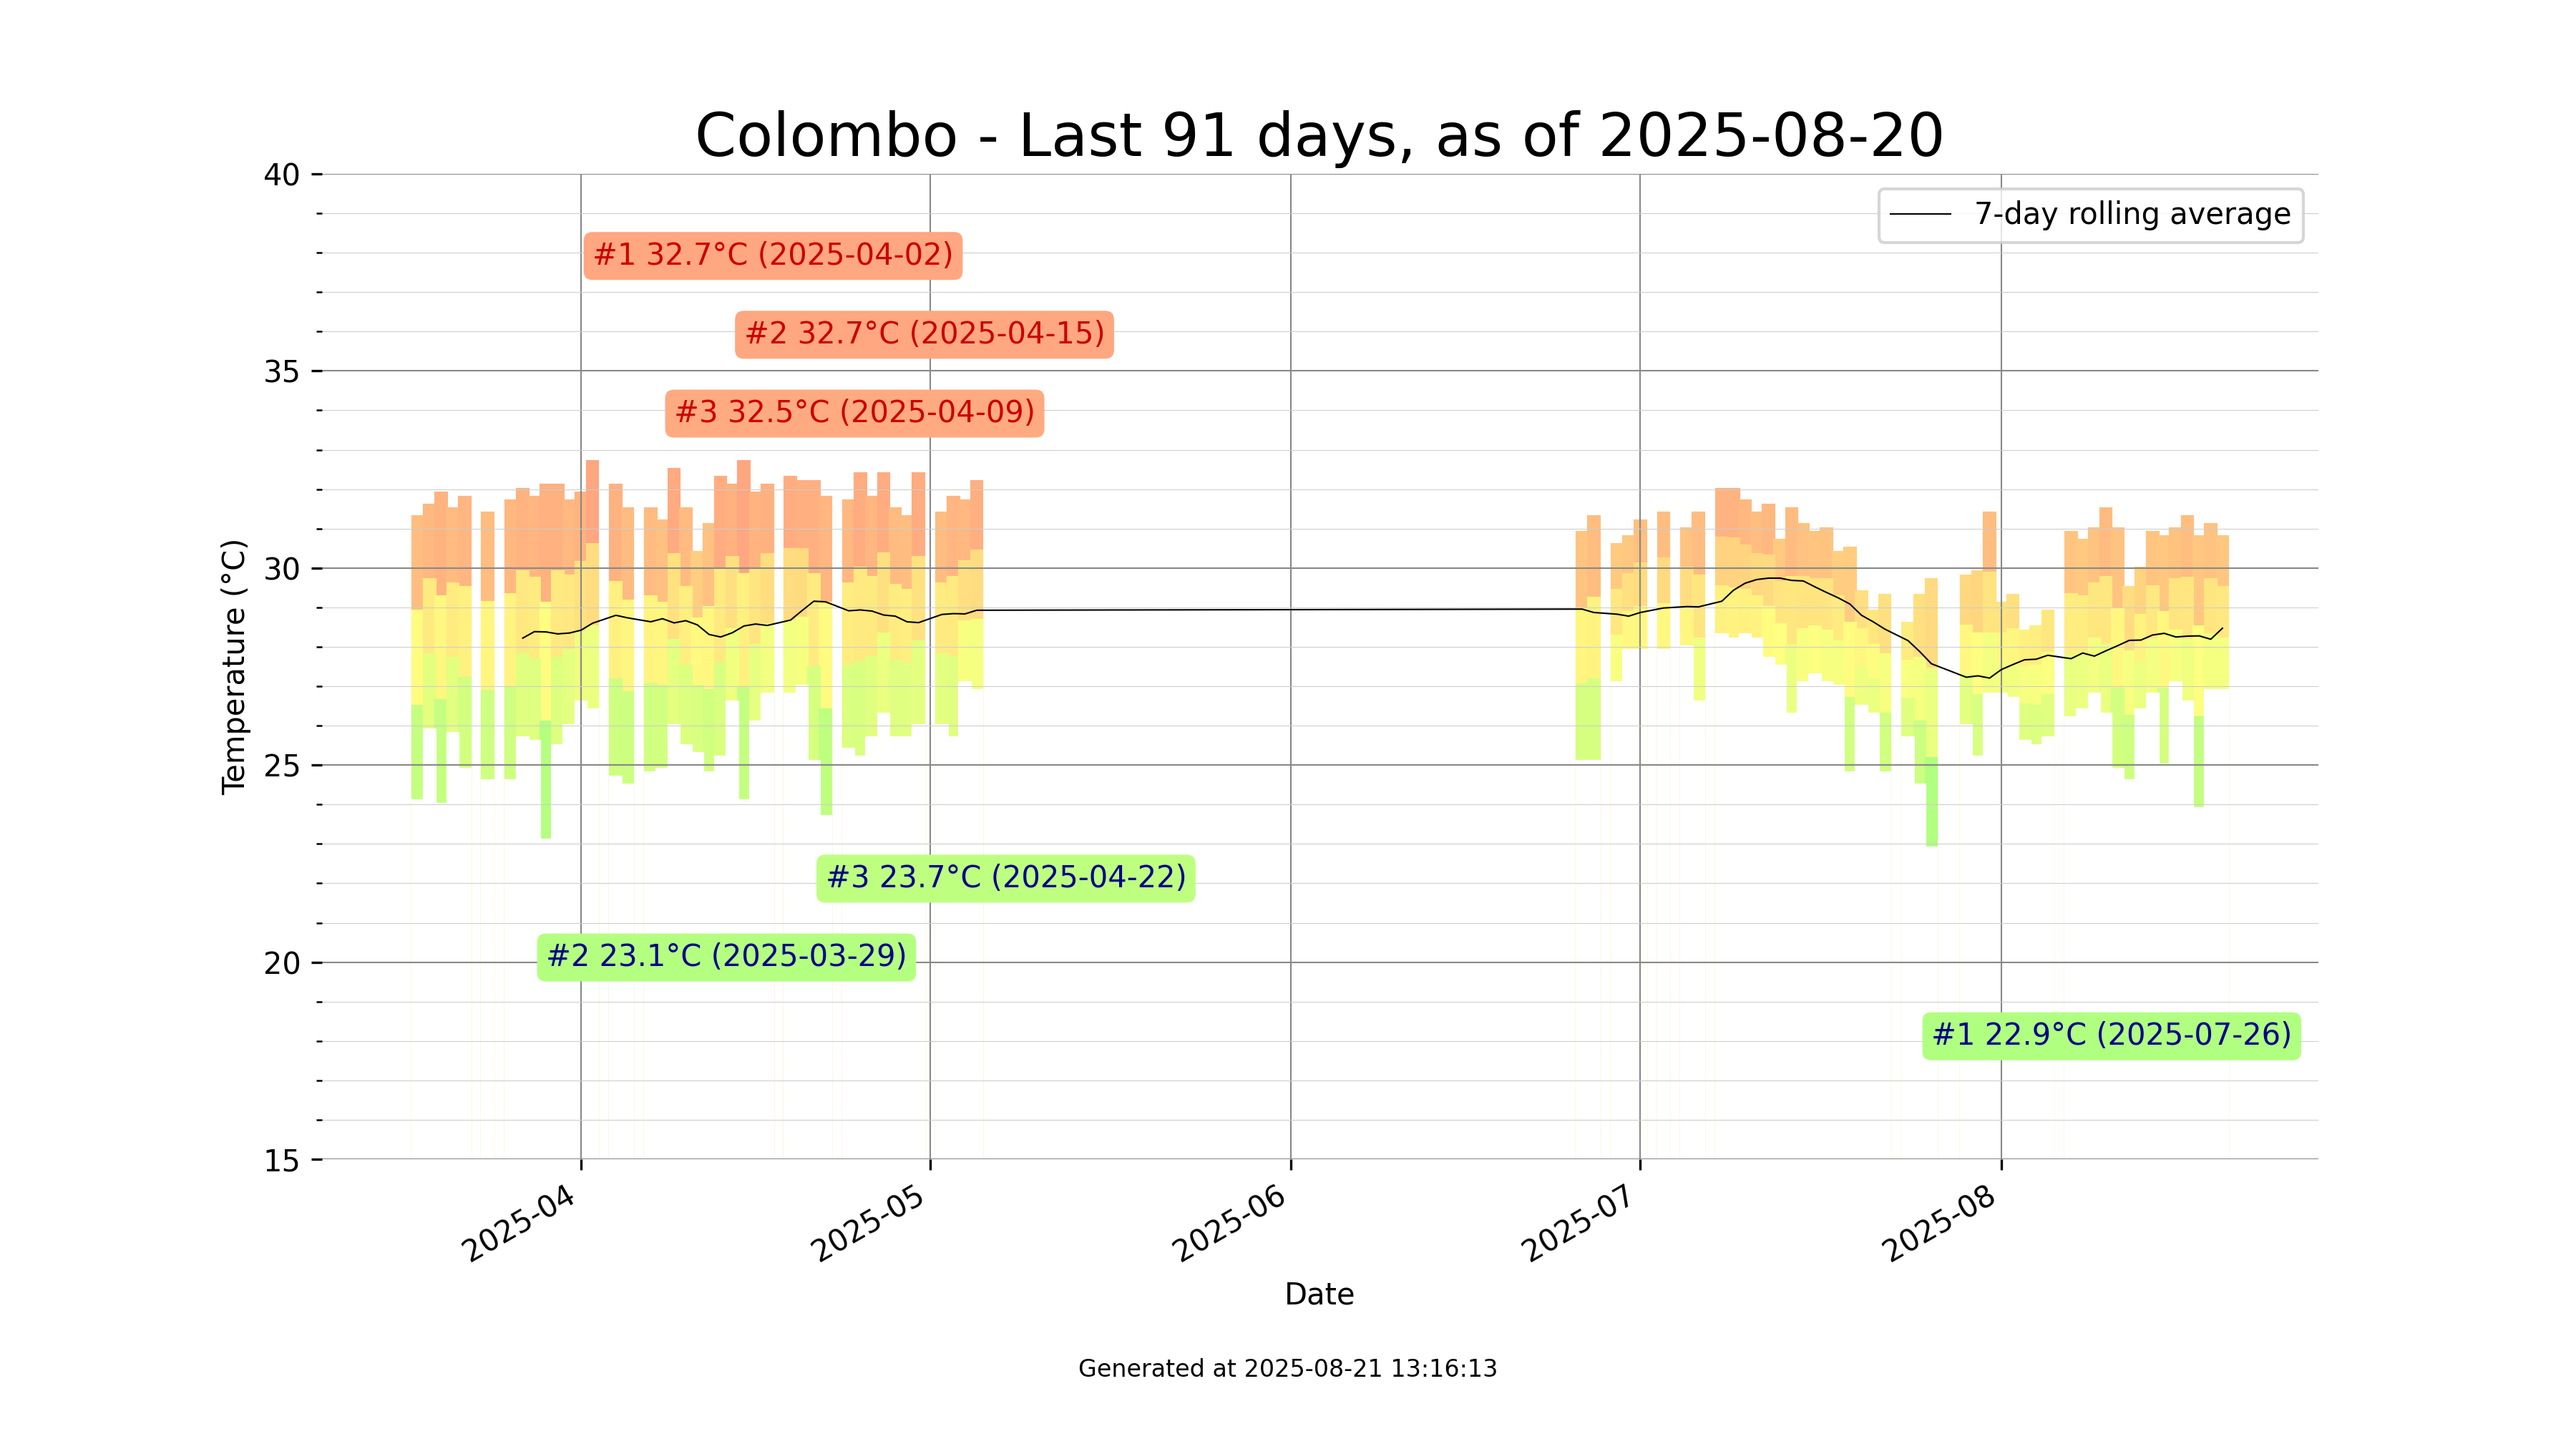 Colombo - Last 91 days, as of 2025-08-20
7-day rolling average
#1 32.7°C (2025-04-02)
#2 32.7°C (2025-04-15)
#3 32.5°C (2025-04-09)
#3 23.7°C (2025-04-22)
#2 23.1°C (2025-03-29)
#1 22.9°C (2025-07-26)
Temperature (°C)
40
35
30
25
20
15
2025-04
2025-05
2025-06
2025-07
2025-08
Date
Generated at 2025-08-21 13:16:13